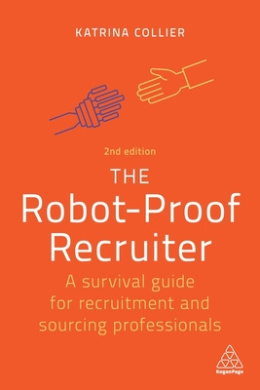 KATRINA COLLIER
2nd edition
THE
Robot-Proof
Recruiter
A survival guide
for recruitment and
sourcing professionals
KoganPage